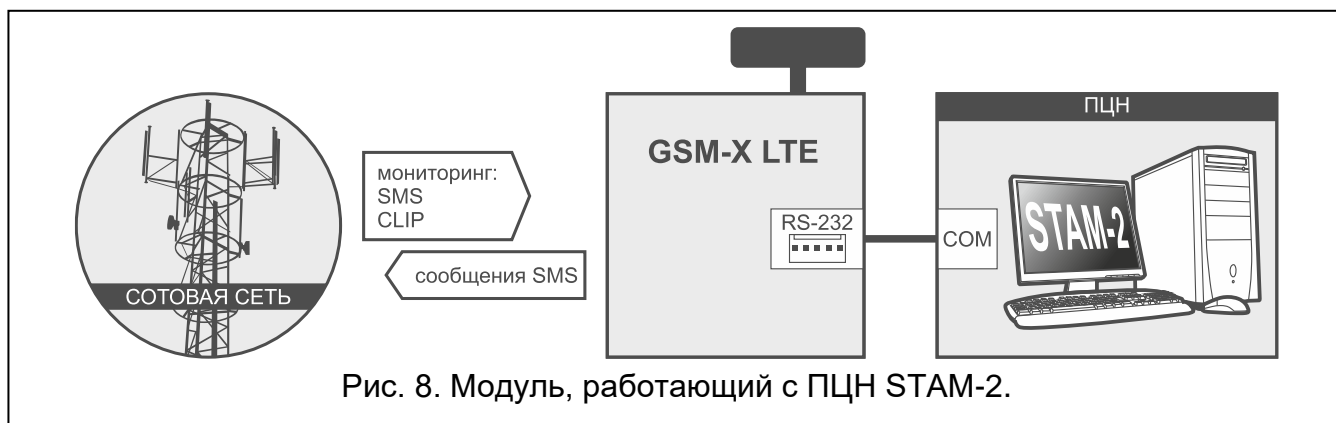 СОТОВАЯ СЕТЬ
мониторинг:
SMS
CLIP
сообщения SMS
GSM-X LTE
RS-232
ПЦН
COM
STAM-2
Рис. 8. Модуль, работающий с ПЦН STAM-2.